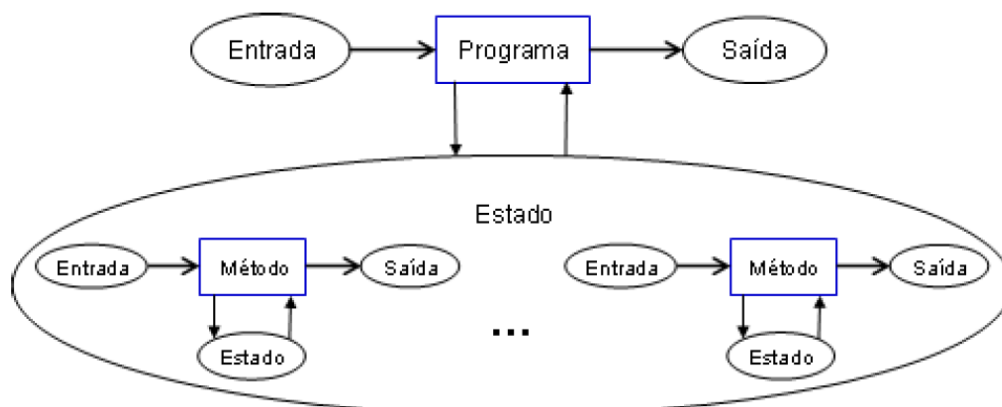 Entrada
Programa
Saída
Estado
Entrada
Método
Saída
Entrada
Método
Saída
...
Estado
Estado